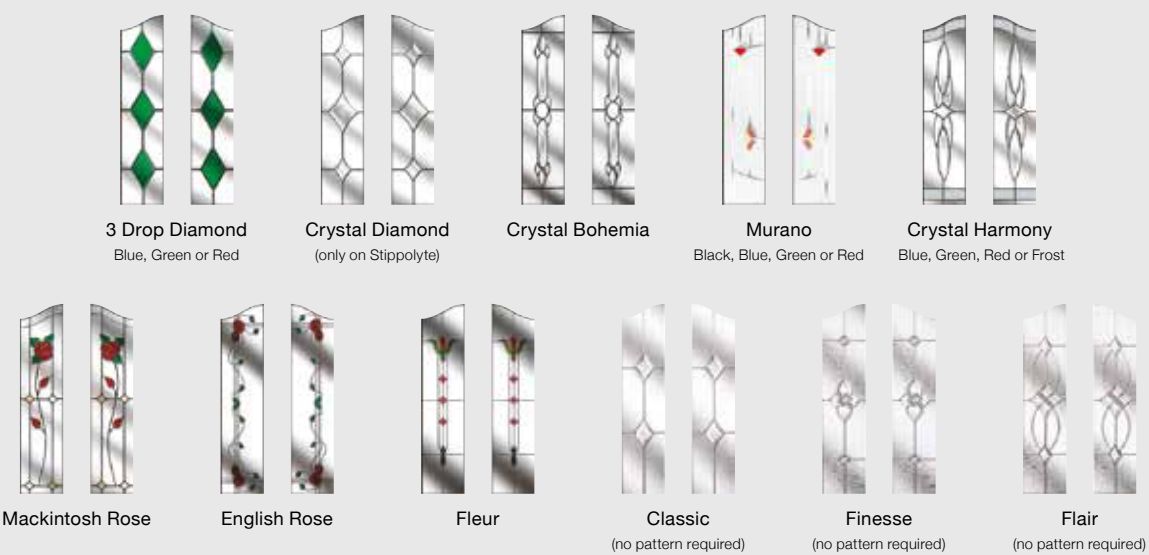 3 Drop Diamond
Blue, Green or Red
Crystal Diamond
(only on Stippolyte)
Crystal Bohemia
Murano
Black, Blue, Green or Red
Crystal Harmony
Blue, Green, Red or Frost
Mackintosh Rose
English Rose
Fleur
Classic
(no pattern required)
Finesse
(no pattern required)
Flair
(no pattern required)